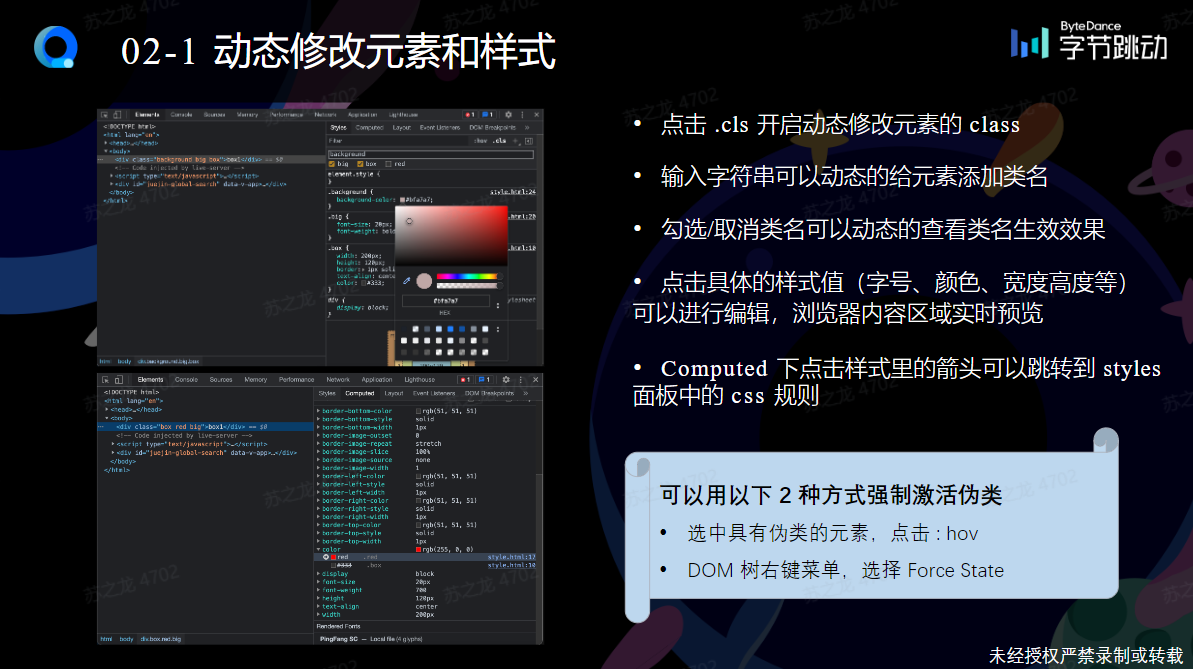 02-1 动态修改元素和样式
ByteDance
字节跳动
Elements Console Sources Memory Performance Network Application Lighthouse
Styles Computed Layout Event Listeners DOM Breakpoints
Filter :hov .cls
<!DOCTYPE html>
<html lang="en">
<head>…</head>
<body>
<div class="background big box">box1</div> == $0
<!-- Code injected by live-server -->
<script type="text/javascript">…</script>
<div id="juejin-global-search" data-v-app>…</div>
</body>
</html>
background
big box red
element.style {
}
.background { style.html:24
background-color: #bfa7a7;
}
.big { style.html:20
font-size: 20px;
font-weight: bold
}
.box { style.html:10
width: 200px;
height: 120px;
border: 1px soli
text-align: cente
color: #333;
}
div {
display: block;
}
#bfa7a7
HEX
html body div.background.big.box
Elements Console Sources Memory Performance Network Application Lighthouse
Styles Computed Layout Event Listeners DOM Breakpoints
<!DOCTYPE html>
<html lang="en">
<head>…</head>
<body>
<div class="box red big">box1</div> == $0
<!-- Code injected by live-server -->
<script type="text/javascript">…</script>
<div id="juejin-global-search" data-v-app>…</div>
</body>
</html>
border-bottom-color rgb(51, 51, 51)
border-bottom-style solid
border-bottom-width 1px
border-image-outset 0
border-image-repeat stretch
border-image-slice 100%
border-image-source none
border-image-width 1
border-left-color rgb(51, 51, 51)
border-left-style solid
border-left-width 1px
border-right-color rgb(51, 51, 51)
border-right-style solid
border-right-width 1px
border-top-color rgb(51, 51, 51)
border-top-style solid
border-top-width 1px
color rgb(255, 0, 0)
red .red style.html:17
#333 .box style.html:10
display block
font-size 20px
font-weight 700
height 120px
text-align center
width 200px
Rendered Fonts
PingFang SC — Local file (4 glyphs)
html body div.box.red.big
• 点击 .cls 开启动态修改元素的 class
• 输入字符串可以动态的给元素添加类名
• 勾选/取消类名可以动态的查看类名生效效果
• 点击具体的样式值（字号、颜色、宽度高度等）
可以进行编辑，浏览器内容区域实时预览
• Computed 下点击样式里的箭头可以跳转到 styles
面板中的 css 规则
可以用以下 2 种方式强制激活伪类
• 选中具有伪类的元素，点击 : hov
• DOM 树右键菜单，选择 Force State
未经授权严禁录制或转载
苏之龙 4702